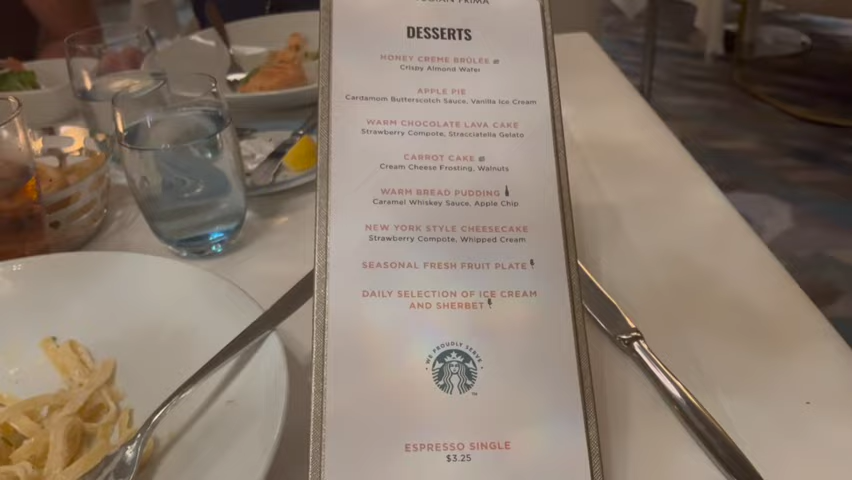 DESSERTS
HONEY CRÈME BRÛLÉE
Crispy Almond Wafer
APPLE PIE
Cardamom Butterscotch Sauce, Vanilla Ice Cream
WARM CHOCOLATE LAVA CAKE
Strawberry Compote, Stracciatella Gelato
CARROT CAKE
Cream Cheese Frosting, Walnuts
WARM BREAD PUDDING
Caramel Whiskey Sauce, Apple Chip
NEW YORK STYLE CHEESECAKE
Strawberry Compote, Whipped Cream
SEASONAL FRESH FRUIT PLATE
DAILY SELECTION OF ICE CREAM
AND SHERBET
WE PROUDLY SERVE
ESPRESSO SINGLE
$3.25